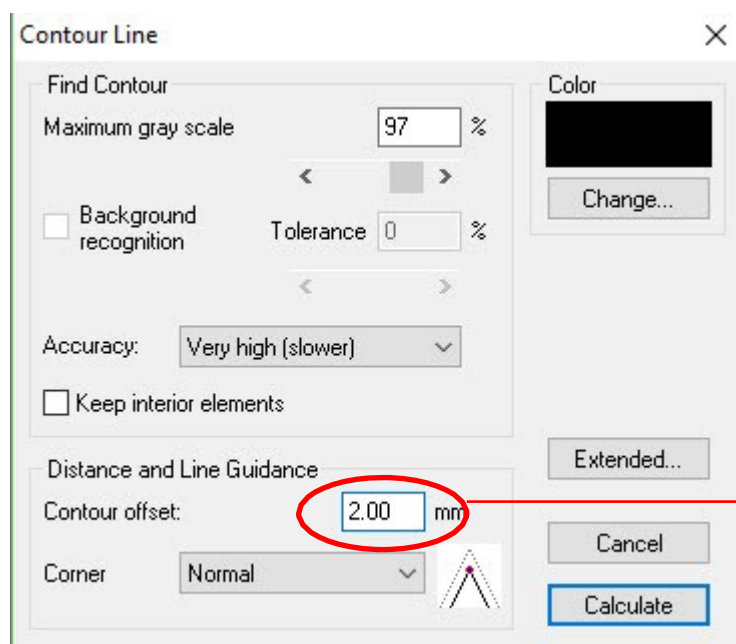 Contour Line
Find Contour
Color
Maximum gray scale 97 %
Change...
Background
recognition
Tolerance 0 %
Accuracy: Very high (slower)
Keep interior elements
Extended...
Distance and Line Guidance
Contour offset: 2.00 mm
Cancel
Corner Normal
Calculate